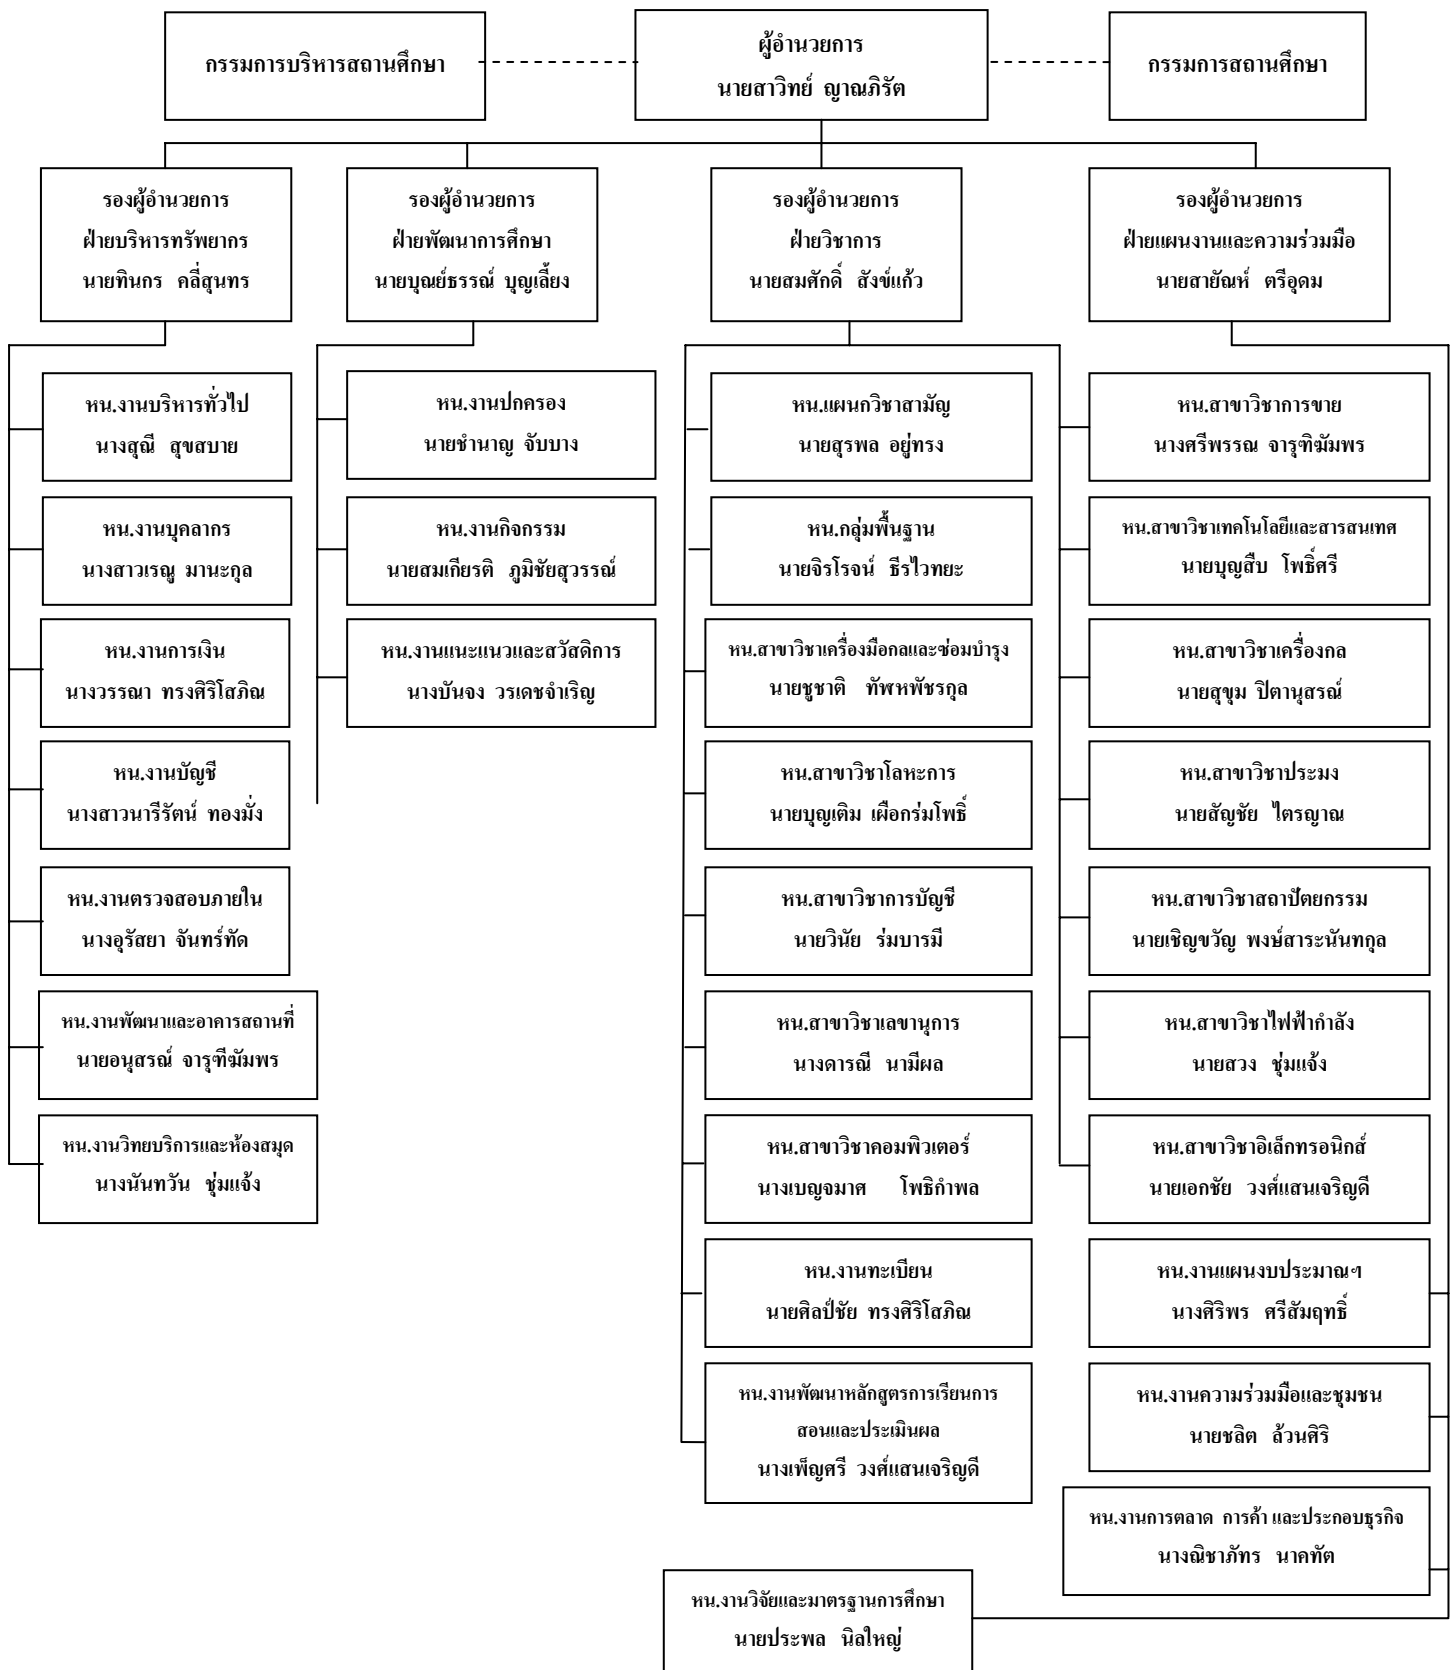 กรรมการบริหารสถานศึกษา
ผู้อำนวยการ
นายสาวิทย์ ญาณภิรัต
กรรมการสถานศึกษา
รองผู้อำนวยการ
ฝ่ายบริหารทรัพยากร
นายทินกร คลี่สุนทร
รองผู้อำนวยการ
ฝ่ายพัฒนาการศึกษา
นายบุณย์ธรรณ์ บุญเลี้ยง
รองผู้อำนวยการ
ฝ่ายวิชาการ
นายสมศักดิ์ สังข์แก้ว
รองผู้อำนวยการ
ฝ่ายแผนงานและความร่วมมือ
นายสายัณห์ ตรีอุดม
หน.งานบริหารทั่วไป
นางสุณี สุขสบาย
หน.งานบุคลากร
นางสาวเรณู มานะกุล
หน.งานการเงิน
นางวรรณา ทรงศิริโสภิณ
หน.งานบัญชี
นางสาวนารีรัตน์ ทองมั่ง
หน.งานตรวจสอบภายใน
นางอุรัสยา จันทร์ทัด
หน.งานพัฒนาและอาคารสถานที่
นายอนุสรณ์ จารุฑีฆัมพร
หน.งานวิทยบริการและห้องสมุด
นางนันทวัน ชุ่มแจ้ง
หน.งานปกครอง
นายชำนาญ จับบาง
หน.งานกิจกรรม
นายสมเกียรติ ภูมิชัยสุวรรณ์
หน.งานแนะแนวและสวัสดิการ
นางบันจง วรเดชจำเริญ
หน.แผนกวิชาสามัญ
นายสุรพล อยู่ทรง
หน.กลุ่มพื้นฐาน
นายจิรโรจน์ ธีรไวทยะ
หน.สาขาวิชาเครื่องมือกลและซ่อมบำรุง
นายชูชาติ ทัฬหพัชรกุล
หน.สาขาวิชาโลหะการ
นายบุญเติม เผือกร่มโพธิ์
หน.สาขาวิชาการบัญชี
นายวินัย ร่มบารมี
หน.สาขาวิชาเลขานุการ
นางดารณี นามีผล
หน.สาขาวิชาคอมพิวเตอร์
นางเบญจมาศ โพธิกำพล
หน.งานทะเบียน
นายศิลป์ชัย ทรงศิริโสภิณ
หน.งานพัฒนาหลักสูตรการเรียนการ
สอนและประเมินผล
นางเพ็ญศรี วงศ์แสนเจริญดี
หน.สาขาวิชาการขาย
นางศรีพรรณ จารุฑิฆัมพร
หน.สาขาวิชาเทคโนโลยีและสารสนเทศ
นายบุญสืบ โพธิ์ศรี
หน.สาขาวิชาเครื่องกล
นายสุขุม ปิตานุสรณ์
หน.สาขาวิชาประมง
นายสัญชัย ไตรญาณ
หน.สาขาวิชาสถาปัตยกรรม
นายเชิญขวัญ พงษ์สาระนันทกุล
หน.สาขาวิชาไฟฟ้ากำลัง
นายสวง ชุ่มแจ้ง
หน.สาขาวิชาอิเล็กทรอนิกส์
นายเอกชัย วงศ์แสนเจริญดี
หน.งานแผนงบประมาณฯ
นางศิริพร ศรีสัมฤทธิ์
หน.งานความร่วมมือและชุมชน
นายชลิต ล้วนศิริ
หน.งานการตลาด การค้า และประกอบธุรกิจ
นางณิชาภัทร นาคทัต
หน.งานวิจัยและมาตรฐานการศึกษา
นายประพล นิลใหญ่